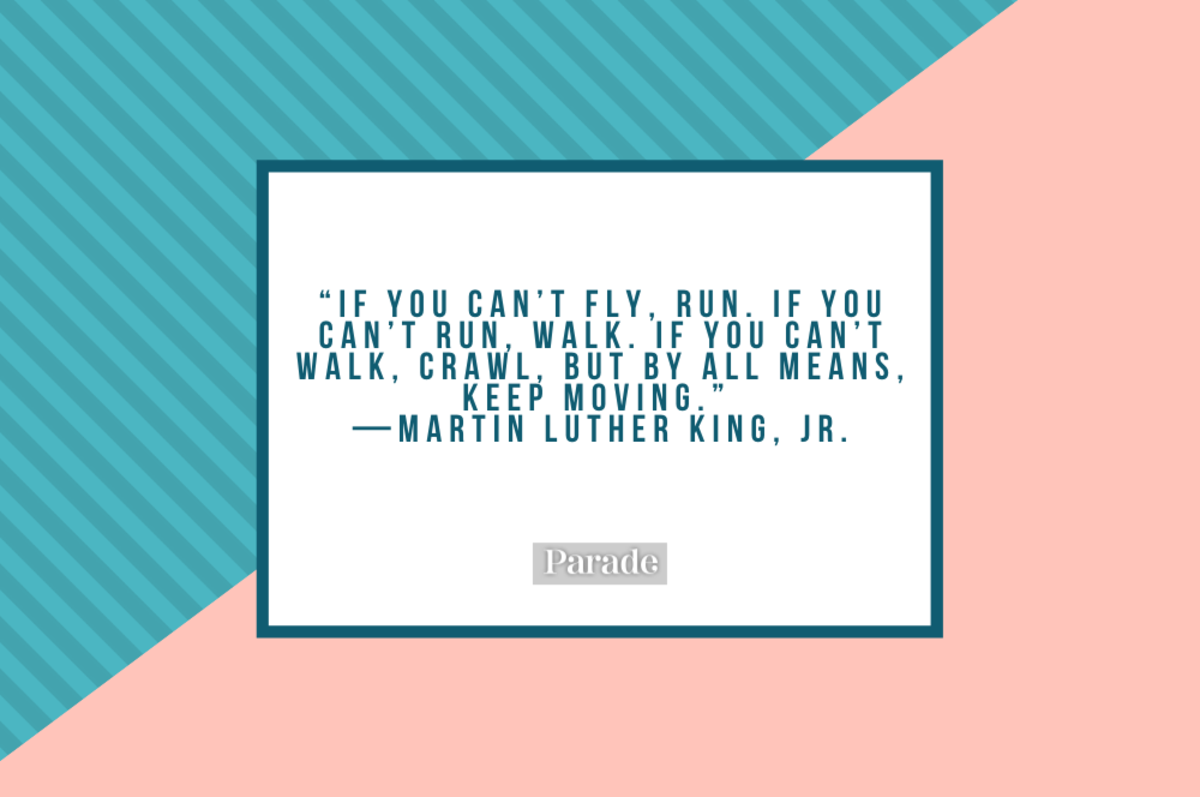 “IF YOU CAN’T FLY, RUN. IF YOU
CAN’T RUN, WALK. IF YOU CAN’T
WALK, CRAWL, BUT BY ALL MEANS,
KEEP MOVING.”
—MARTIN LUTHER KING, JR.
Parade